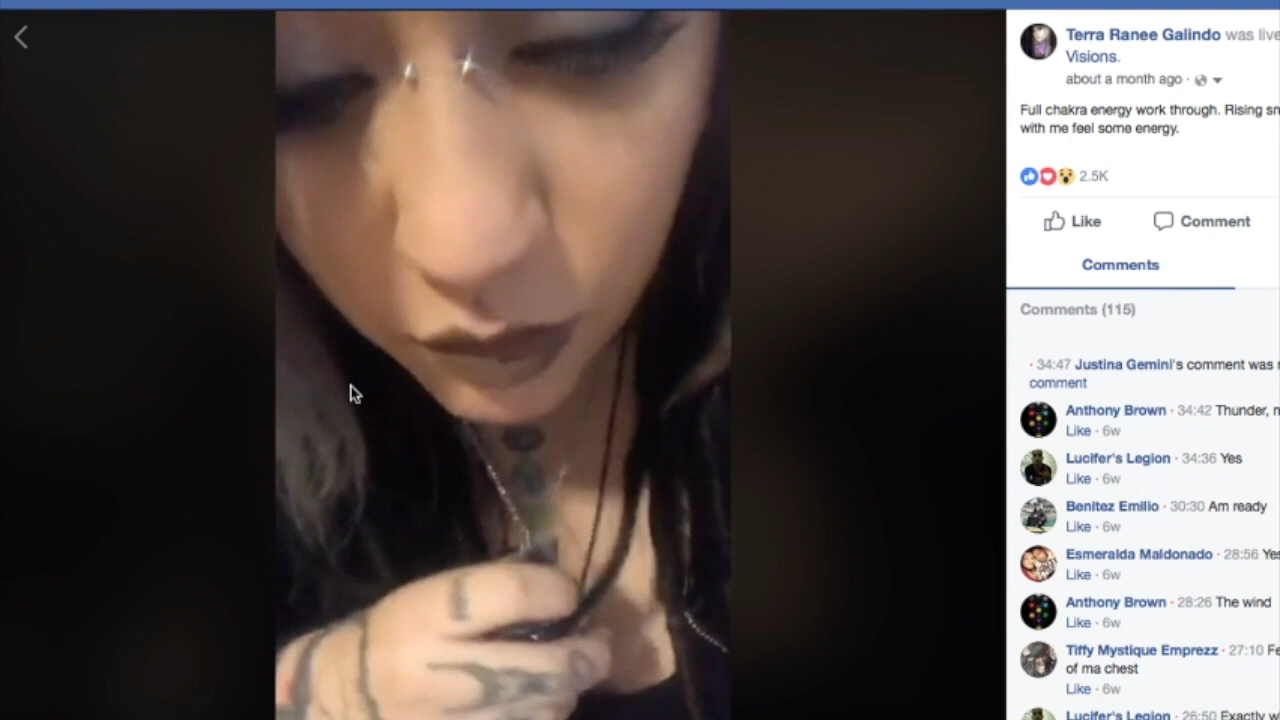 Terra Ranee Galindo was live
Visions.
about a month ago
Full chakra energy work through. Rising
with me feel some energy.
2.5K
Like
Comment
Comments
Comments (115)
· 34:47 Justina Gemini's comment was
comment
Anthony Brown · 34:42 Thunder,
Like · 6w
Lucifer's Legion · 34:36 Yes
Like · 6w
Benitez Emilio · 30:30 Am ready
Like · 6w
Esmeralda Maldonado · 28:56 Yes
Like · 6w
Anthony Brown · 28:26 The wind
Like · 6w
Tiffy Mystique Emprezz · 27:10
of ma chest
Like · 6w
Lucifer's Legion · 26:50 Exactly